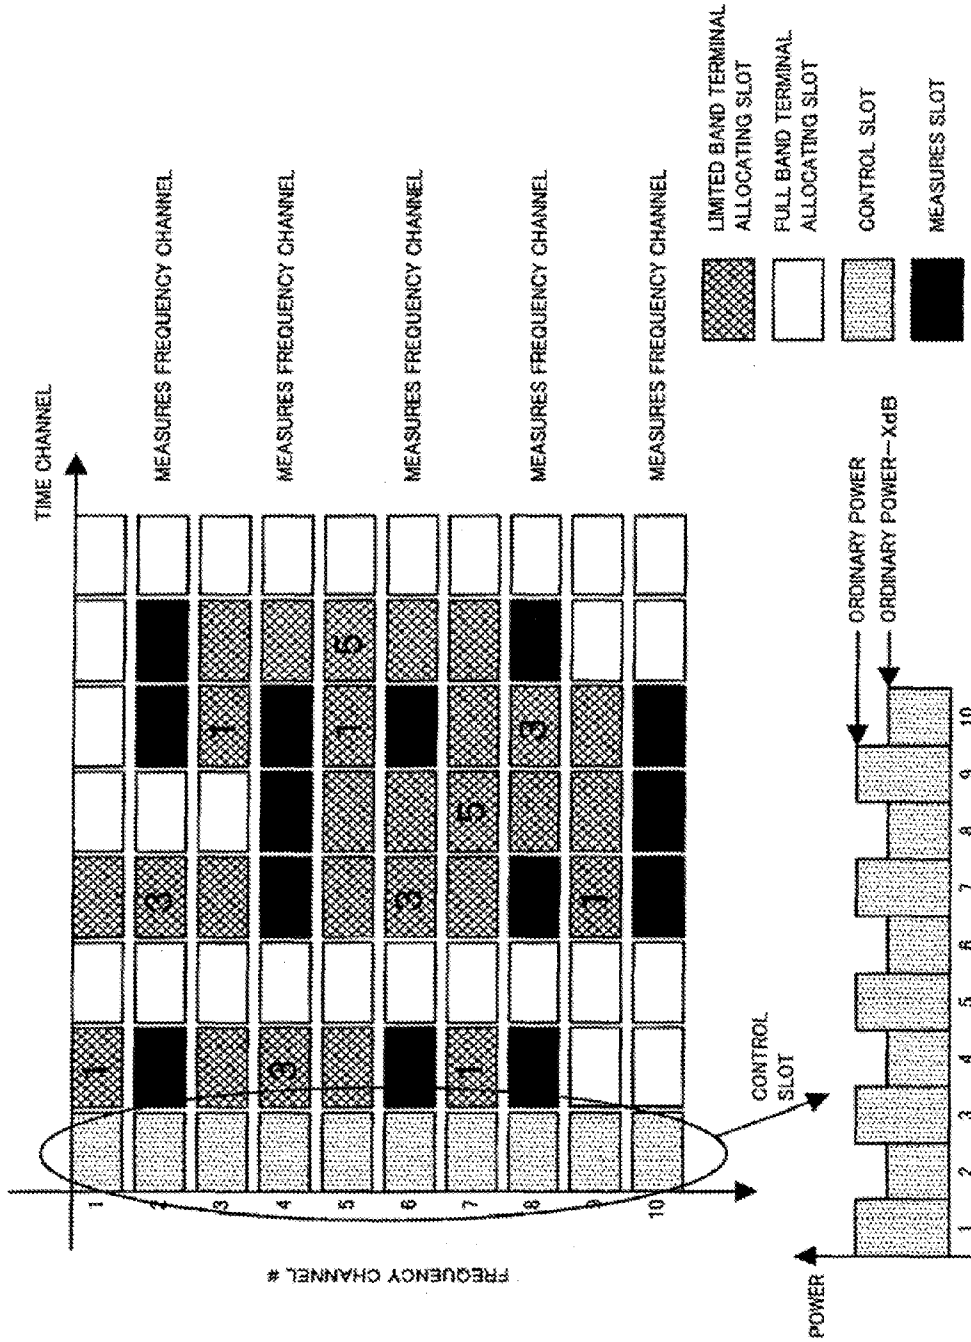 TIME CHANNEL
FREQUENCY CHANNEL #
1
2
3
4
5
6
7
8
9
10
1
3
1
3
3
1
5
1
1
3
5
MEASURES FREQUENCY CHANNEL
MEASURES FREQUENCY CHANNEL
MEASURES FREQUENCY CHANNEL
MEASURES FREQUENCY CHANNEL
MEASURES FREQUENCY CHANNEL
CONTROL
SLOT
POWER
ORDINARY POWER
ORDINARY POWER-XdB
1
2
3
4
5
6
7
8
9
10
LIMITED BAND TERMINAL
ALLOCATING SLOT
FULL BAND TERMINAL
ALLOCATING SLOT
CONTROL SLOT
MEASURES SLOT